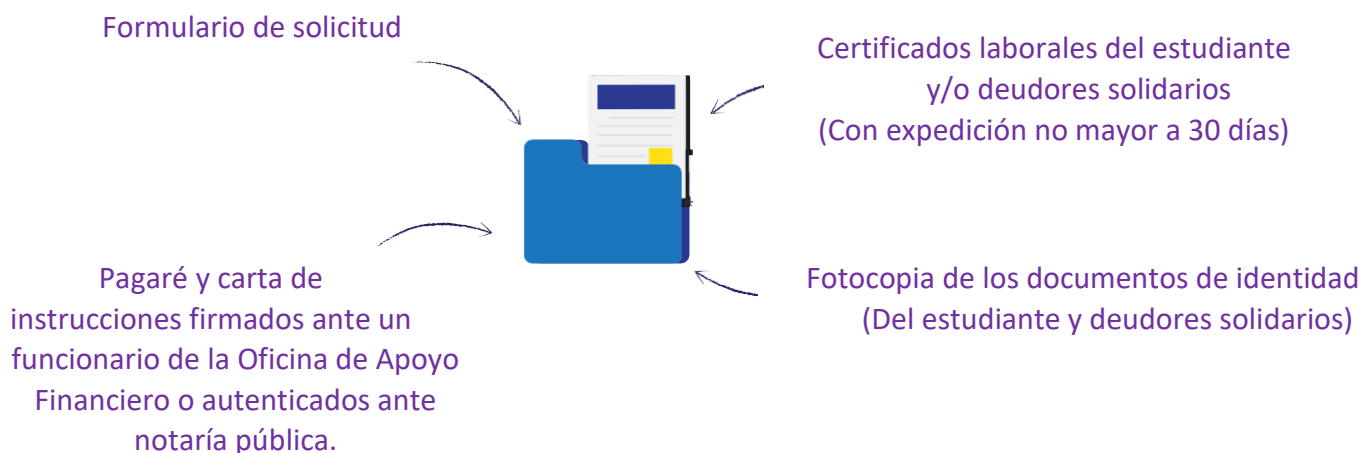 Formulario de solicitud
Certificados laborales del estudiante
y/o deudores solidarios
(Con expedición no mayor a 30 días)
Pagaré y carta de
instrucciones firmados ante un
funcionario de la Oficina de Apoyo
Financiero o autenticados ante
notaría pública.
Fotocopia de los documentos de identidad
(Del estudiante y deudores solidarios)